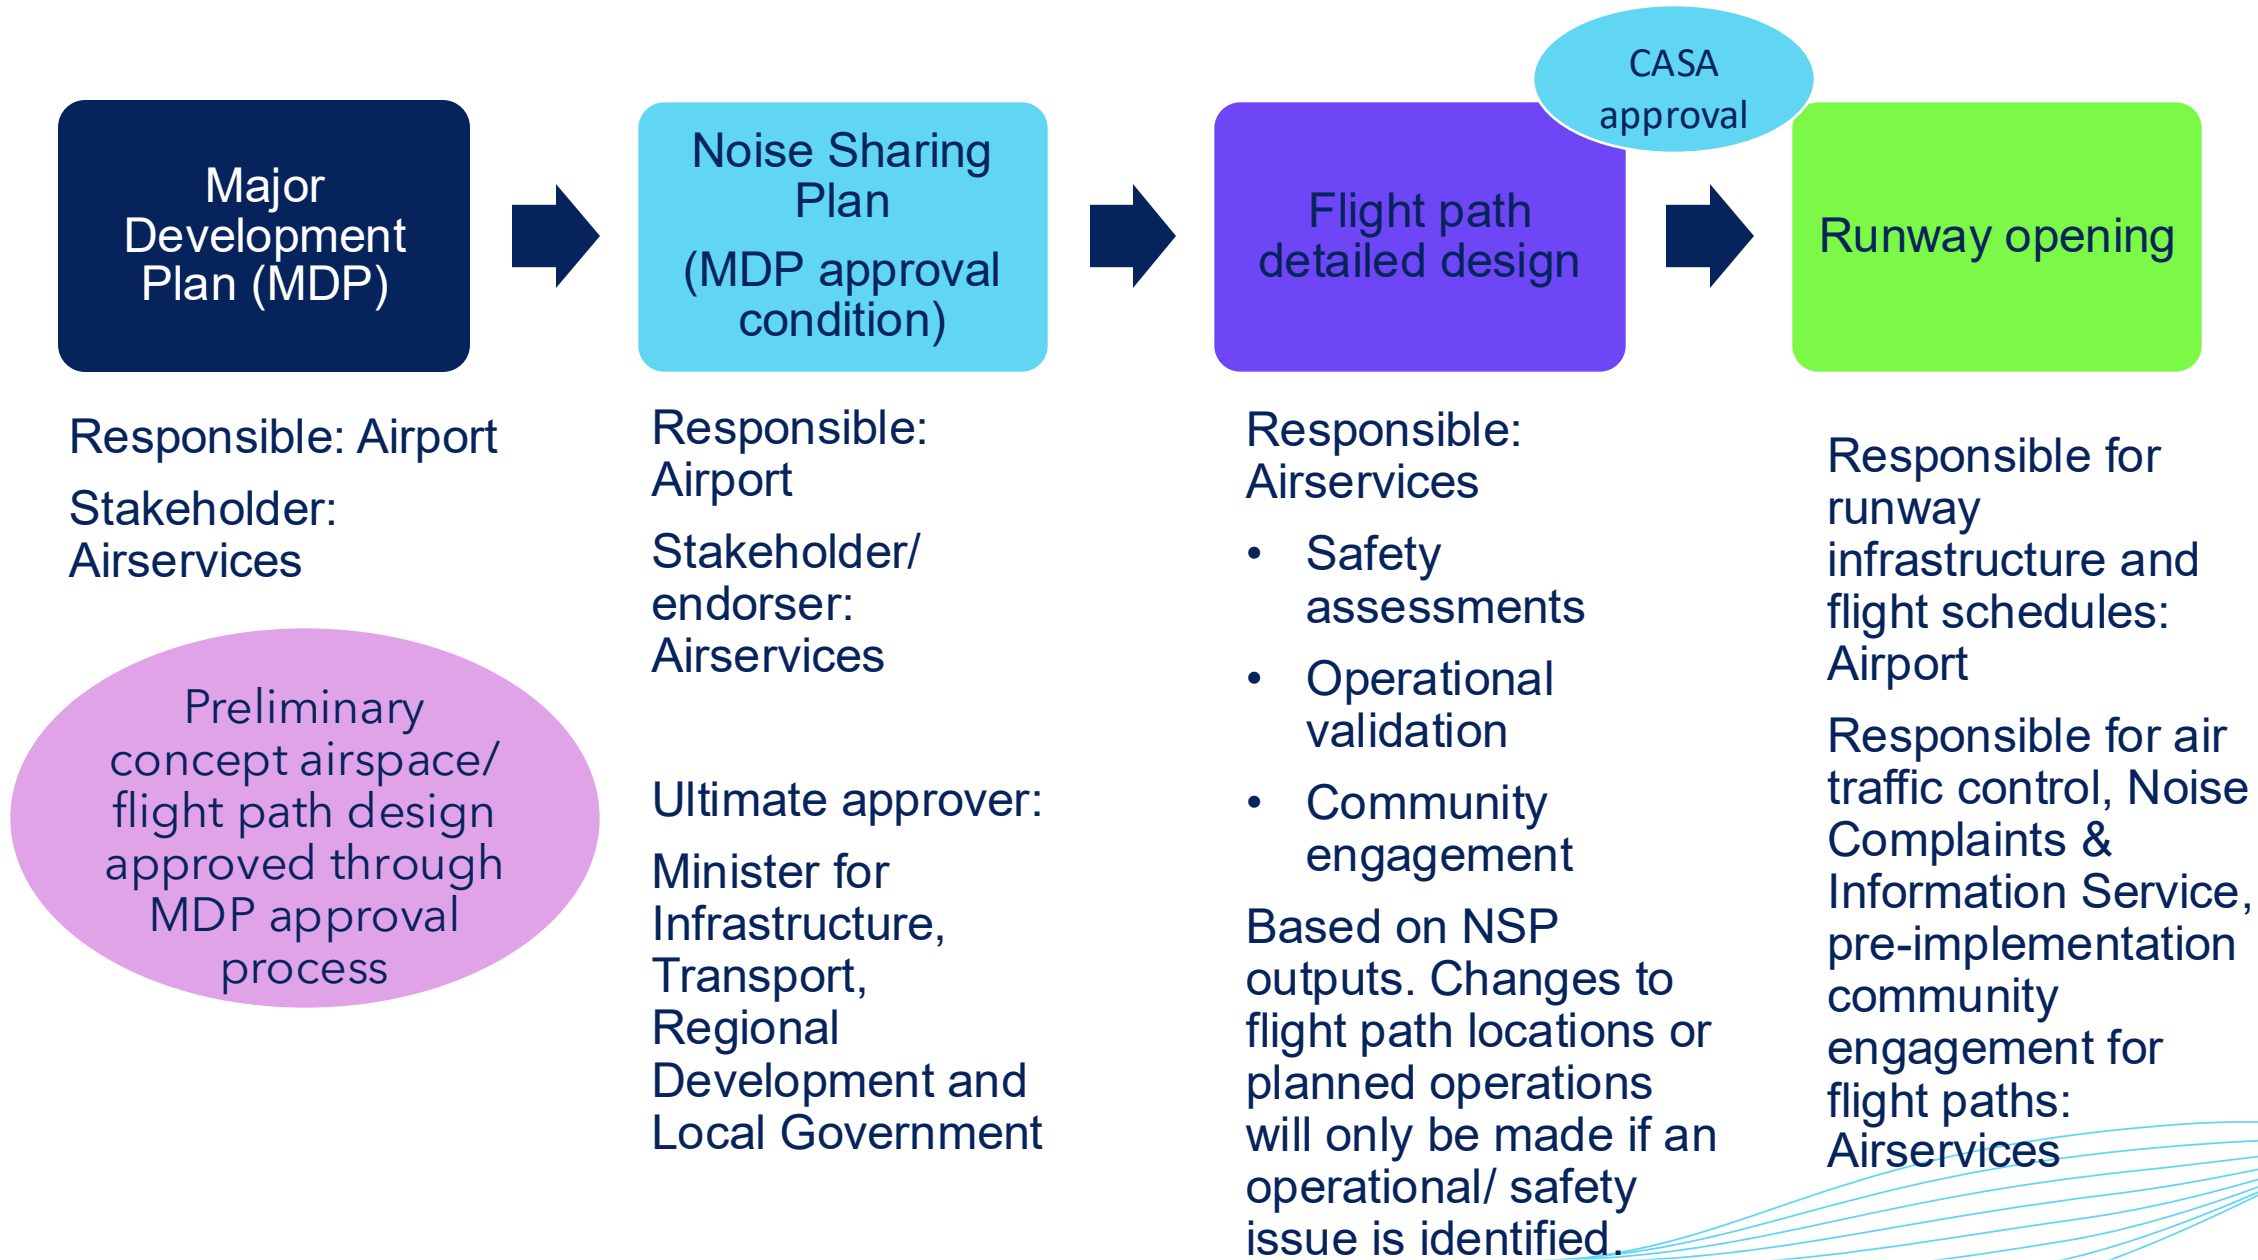 Major
Development
Plan (MDP)
Responsible: Airport
Stakeholder:
Airservices
Preliminary
concept airspace/
flight path design
approved through
MDP approval
process
Noise Sharing
Plan
(MDP approval
condition)
Responsible:
Airport
Stakeholder/
endorser:
Airservices
Ultimate approver:
Minister for
Infrastructure,
Transport,
Regional
Development and
Local Government
Flight path
detailed design
Responsible:
Airservices
• Safety
assessments
• Operational
validation
• Community
engagement
Based on NSP
outputs. Changes to
flight path locations or
planned operations
will only be made if an
operational/ safety
issue is identified.
CASA
approval
Runway opening
Responsible for
runway
infrastructure and
flight schedules:
Airport
Responsible for air
traffic control, Noise
Complaints &
Information Service,
pre-implementation
community
engagement for
flight paths:
Airservices